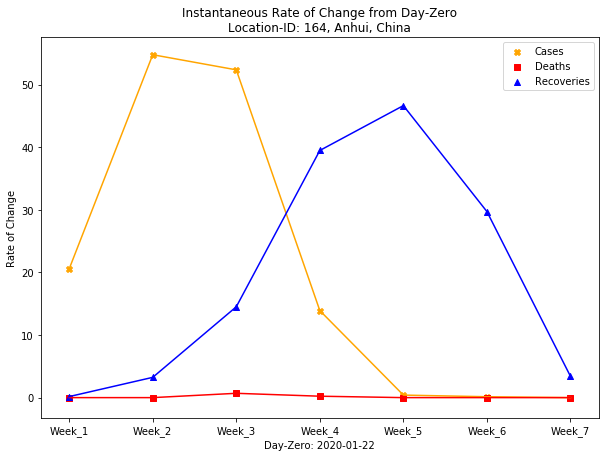 Instantaneous Rate of Change from Day-Zero
Location-ID: 164, Anhui, China
Cases
Deaths
Recoveries
Rate of Change
50
40
30
20
10
0
Week_1 Week_2 Week_3 Week_4 Week_5 Week_6 Week_7
Day-Zero: 2020-01-22